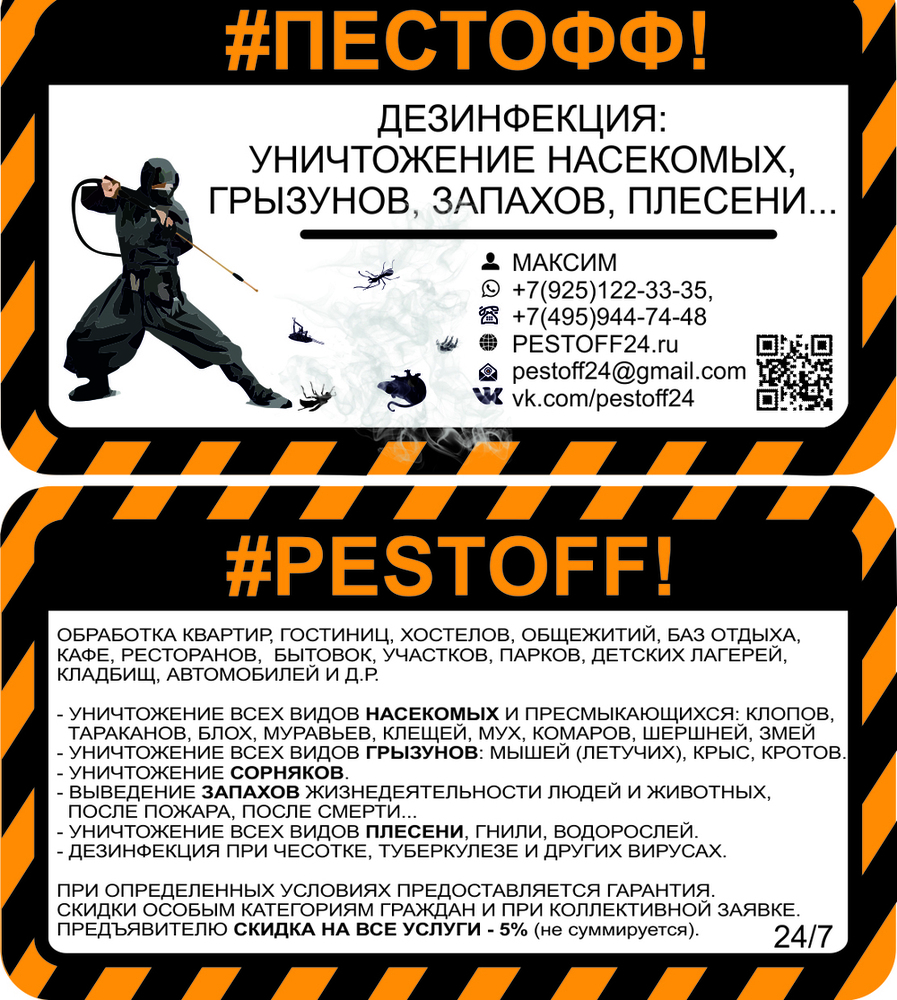 #ПЕСТОФФ!
ДЕЗИНФЕКЦИЯ:
УНИЧТОЖЕНИЕ НАСЕКОМЫХ,
ГРЫЗУНОВ, ЗАПАХОВ, ПЛЕСЕНИ...
МАКСИМ
+7(925)122-33-35,
+7(495)944-74-48
PESTOFF24.ru
pestoff24@gmail.com
vk.com/pestoff24
#PESTOFF!
ОБРАБОТКА КВАРТИР, ГОСТИНИЦ, ХОСТЕЛОВ, ОБЩЕЖИТИЙ, БАЗ ОТДЫХА,
КАФЕ, РЕСТОРАНОВ, БЫТОВОК, УЧАСТКОВ, ПАРКОВ, ДЕТСКИХ ЛАГЕРЕЙ,
КЛАДБИЩ, АВТОМОБИЛЕЙ И Д.Р.
- УНИЧТОЖЕНИЕ ВСЕХ ВИДОВ НАСЕКОМЫХ И ПРЕСМЫКАЮЩИХСЯ: КЛОПОВ,
ТАРАКАНОВ, БЛОХ, МУРАВЬЕВ, КЛЕЩЕЙ, МУХ, КОМАРОВ, ШЕРШНЕЙ, ЗМЕЙ
- УНИЧТОЖЕНИЕ ВСЕХ ВИДОВ ГРЫЗУНОВ: МЫШЕЙ (ЛЕТУЧИХ), КРЫС, КРОТОВ.
- УНИЧТОЖЕНИЕ СОРНЯКОВ.
- ВЫВЕДЕНИЕ ЗАПАХОВ ЖИЗНЕДЕЯТЕЛЬНОСТИ ЛЮДЕЙ И ЖИВОТНЫХ,
ПОСЛЕ ПОЖАРА, ПОСЛЕ СМЕРТИ...
- УНИЧТОЖЕНИЕ ВСЕХ ВИДОВ ПЛЕСЕНИ, ГНИЛИ, ВОДОРОСЛЕЙ.
- ДЕЗИНФЕКЦИЯ ПРИ ЧЕСОТКЕ, ТУБЕРКУЛЕЗЕ И ДРУГИХ ВИРУСАХ.
ПРИ ОПРЕДЕЛЕННЫХ УСЛОВИЯХ ПРЕДОСТАВЛЯЕТСЯ ГАРАНТИЯ.
СКИДКИ ОСОБЫМ КАТЕГОРИЯМ ГРАЖДАН И ПРИ КОЛЛЕКТИВНОЙ ЗАЯВКЕ.
ПРЕДЪЯВИТЕЛЮ СКИДКА НА ВСЕ УСЛУГИ - 5% (не суммируется).
24/7